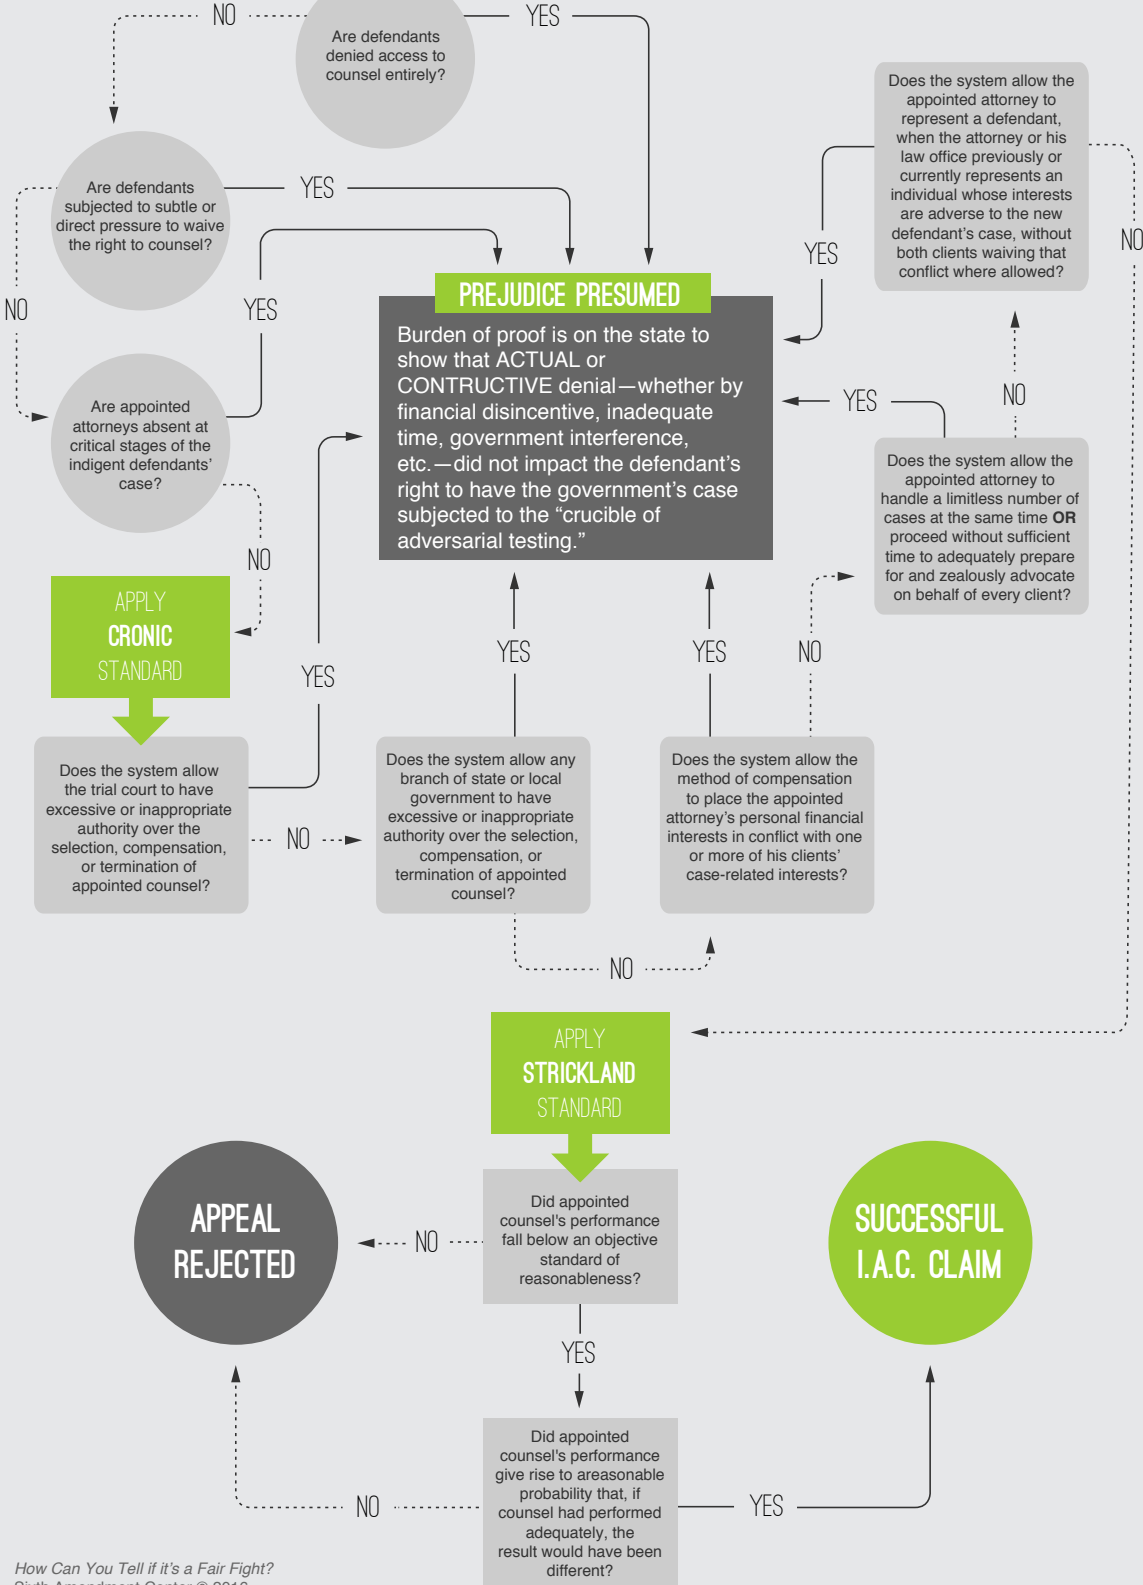 NO
YES
Are defendants
denied access to
counsel entirely?
Does the system allow the
appointed attorney to
represent a defendant,
when the attorney or his
law office previously or
currently represents an
individual whose interests
are adverse to the new
defendant's case, without
both clients waiving that
conflict where allowed?
NO
YES
Are defendants
subjected to subtle or
direct pressure to waive
the right to counsel?
YES
NO
YES
Are appointed
attorneys absent at
critical stages of the
indigent defendants'
case?
NO
PREJUDICE PRESUMED
Burden of proof is on the state to
show that ACTUAL or
CONTRUCTIVE denial—whether by
financial disincentive, inadequate
time, government interference,
etc.—did not impact the defendant's
right to have the government's case
subjected to the “crucible of
adversarial testing.”
YES
NO
Does the system allow the
appointed attorney to
handle a limitless number of
cases at the same time OR
proceed without sufficient
time to adequately prepare
for and zealously advocate
on behalf of every client?
APPLY
CRONIC
STANDARD
YES
YES
YES
NO
Does the system allow
the trial court to have
excessive or inappropriate
authority over the
selection, compensation,
or termination of
appointed counsel?
NO
Does the system allow any
branch of state or local
government to have
excessive or inappropriate
authority over the selection,
compensation, or
termination of appointed
counsel?
Does the system allow the
method of compensation
to place the appointed
attorney's personal financial
interests in conflict with one
or more of his clients'
case-related interests?
NO
APPLY
STRICKLAND
STANDARD
APPEAL
REJECTED
NO
Did appointed
counsel's performance
fall below an objective
standard of
reasonableness?
SUCCESSFUL
I.A.C. CLAIM
YES
NO
Did appointed
counsel's performance
give rise to areasonable
probability that, if
counsel had performed
adequately, the
result would have been
different?
YES
How Can You Tell if it's a Fair Fight?
Sixth Amendment Center © 2016